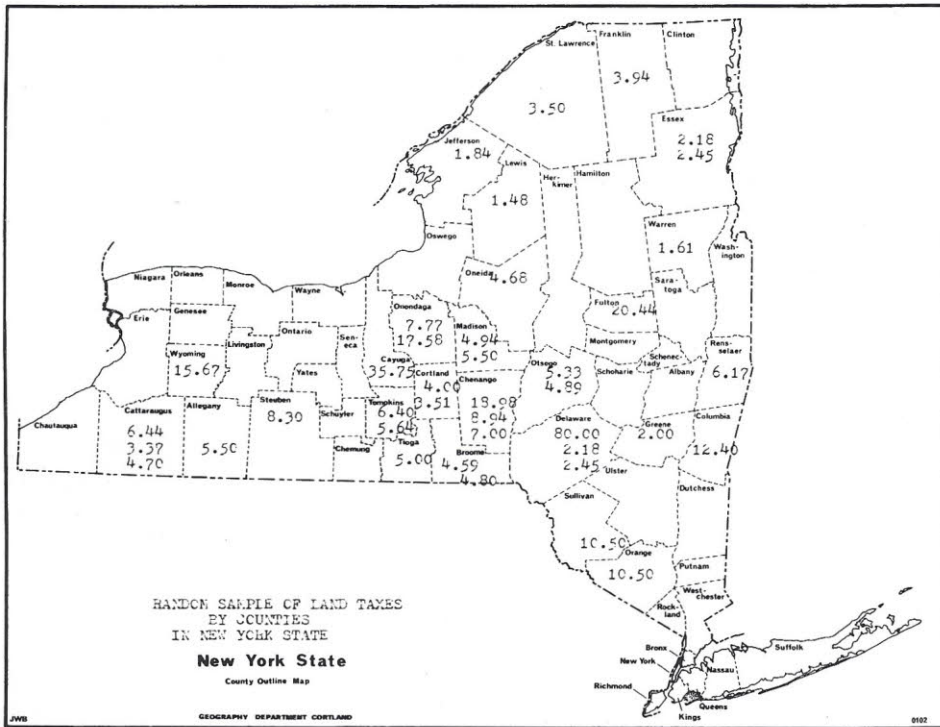 St. Lawrence
Franklin
Clinton
3.94
3.50
Essex
2.18
2.45
Jefferson
1.84
Lewis
Her-
kimer
Hamilton
1.48
Warren
1.61
Wash-
ington
Oswego
Oneida
4.68
Sara-
toga
Niagara
Orleans
Monroe
Wayne
Fulton
20.44
Erie
Genesee
Onondaga
7.77
17.58
Madison
4.94
5.50
Ontario
Sen-
eca
Montgomery
Livingston
Wyoming
15.67
Yates
Cayuga
35.75
Cortland
4.00
3.51
Chenango
18.98
8.94
7.00
Otsego
5.33
4.89
Schoharie
Schenec-
tady
Albany
Rens-
selaer
6.17
Chautauqua
Cattaraugus
6.44
3.37
4.70
Allegany
5.50
Steuben
8.30
Schuyler
Tompkins
6.40
5.64
Chemung
Tioga
5.00
Broome
4.59
4.80
Delaware
80.00
2.18
2.45
Greene
2.00
Columbia
12.40
Ulster
Dutchess
Sullivan
10.50
Orange
10.50
Putnam
West-
chester
Rock-
land
RANDOM SAMPLE OF LAND TAXES
BY COUNTIES
IN NEW YORK STATE
New York State
County Outline Map
Bronx
New York
Nassau
Suffolk
Richmond
Queens
Kings
JWB
GEOGRAPHY DEPARTMENT CORTLAND
0102